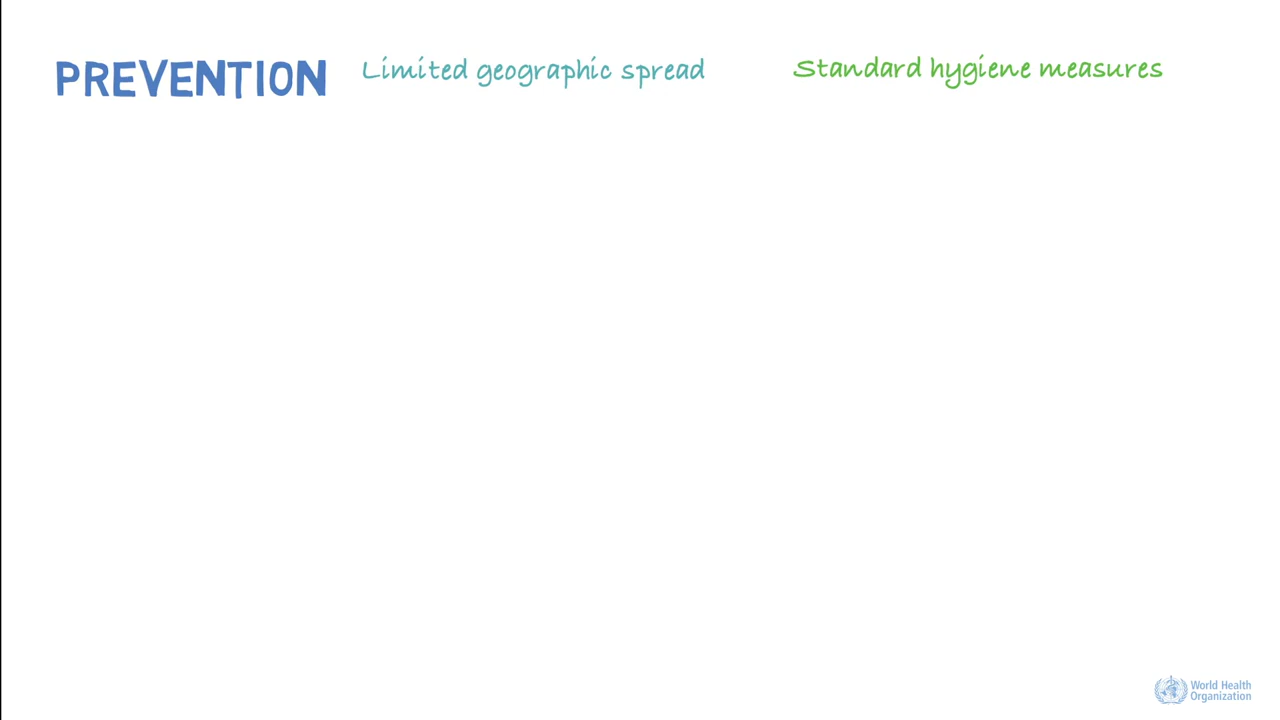 PREVENTION
Limited geographic spread
Standard hygiene measures
World Health
Organization